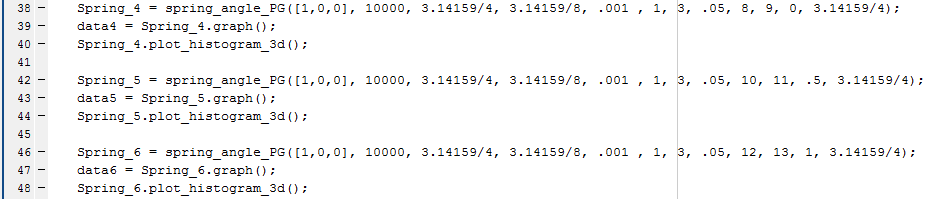 38 – Spring_4 = spring_angle_PG([1,0,0], 10000, 3.14159/4, 3.14159/8, .001 , 1, 3, .05, 8, 9, 0, 3.14159/4);
39 – data4 = Spring_4.graph();
40 – Spring_4.plot_histogram_3d();
41
42 – Spring_5 = spring_angle_PG([1,0,0], 10000, 3.14159/4, 3.14159/8, .001 , 1, 3, .05, 10, 11, .5, 3.14159/4);
43 – data5 = Spring_5.graph();
44 – Spring_5.plot_histogram_3d();
45
46 – Spring_6 = spring_angle_PG([1,0,0], 10000, 3.14159/4, 3.14159/8, .001 , 1, 3, .05, 12, 13, 1, 3.14159/4);
47 – data6 = Spring_6.graph();
48 – Spring_6.plot_histogram_3d();